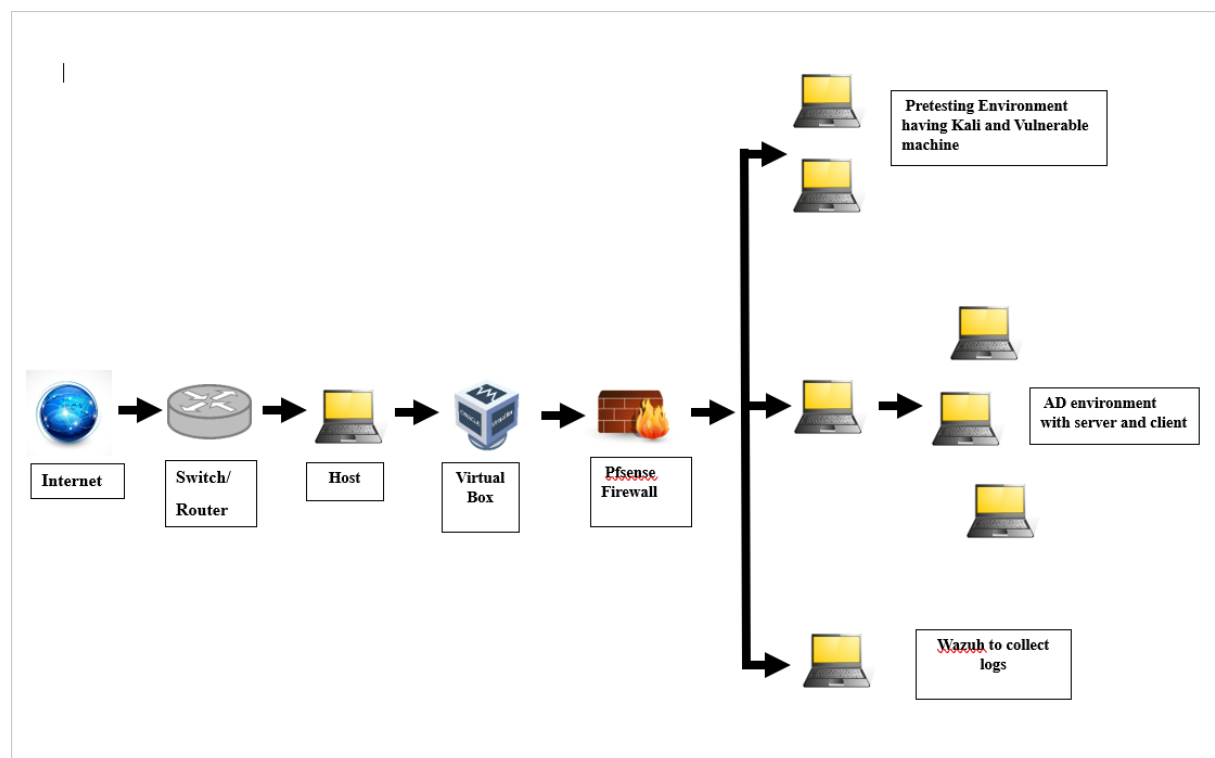 Pretesting Environment
having Kali and Vulnerable
machine
AD environment
with server and client
Internet
Switch/
Router
Host
Virtual
Box
Pfsense
Firewall
Wazuh to collect
logs